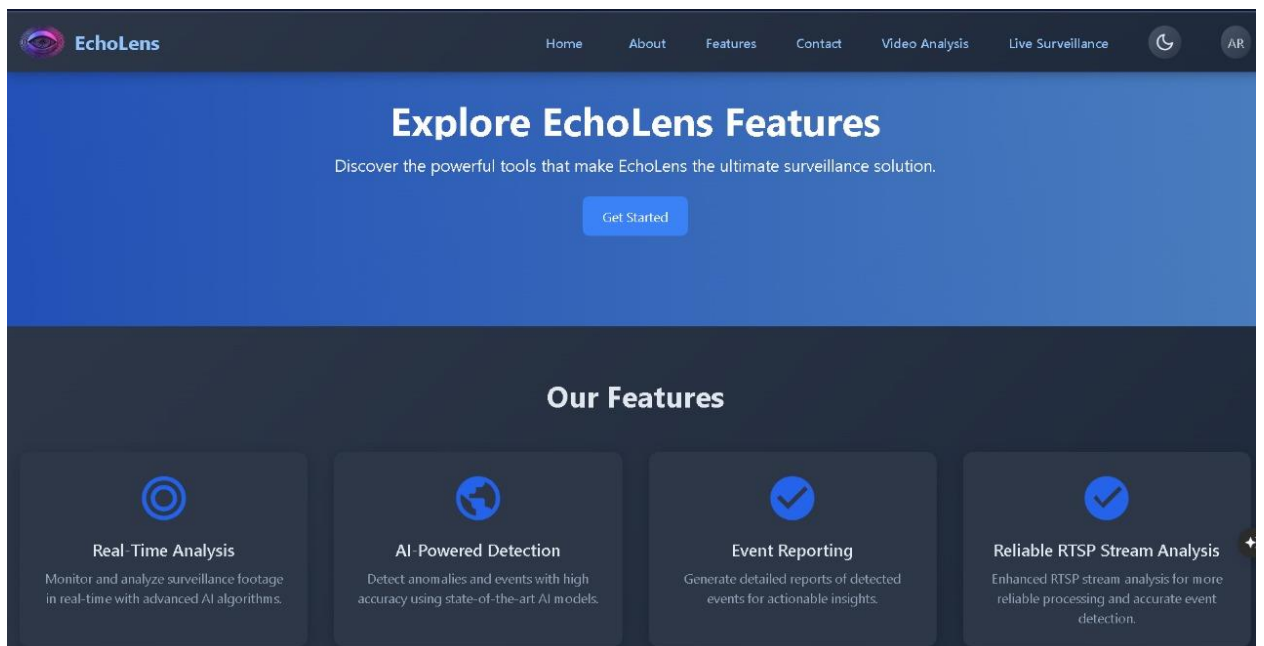 EchoLens
Home
About
Features
Contact
Video Analysis
Live Surveillance
AR
Explore EchoLens Features
Discover the powerful tools that make EchoLens the ultimate surveillance solution.
Get Started
Our Features
Real-Time Analysis
Monitor and analyze surveillance footage
in real-time with advanced AI algorithms.
AI-Powered Detection
Detect anomalies and events with high
accuracy using state-of-the-art AI models.
Event Reporting
Generate detailed reports of detected
events for actionable insights.
Reliable RTSP Stream Analysis
Enhanced RTSP stream analysis for more
reliable processing and accurate event
detection.